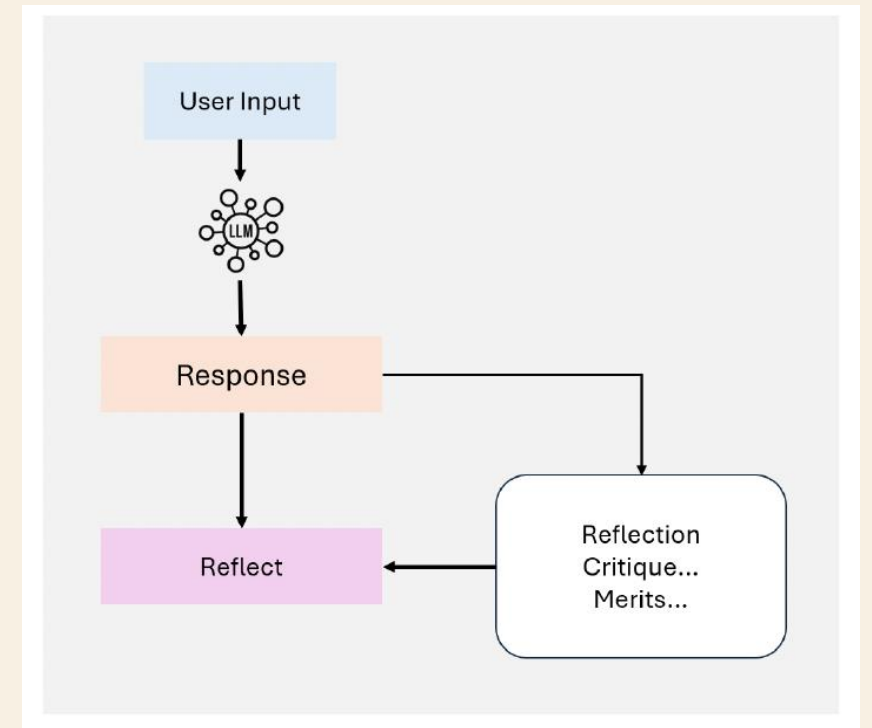 User Input
LLM
Response
Reflect
Reflection
Critique...
Merits...